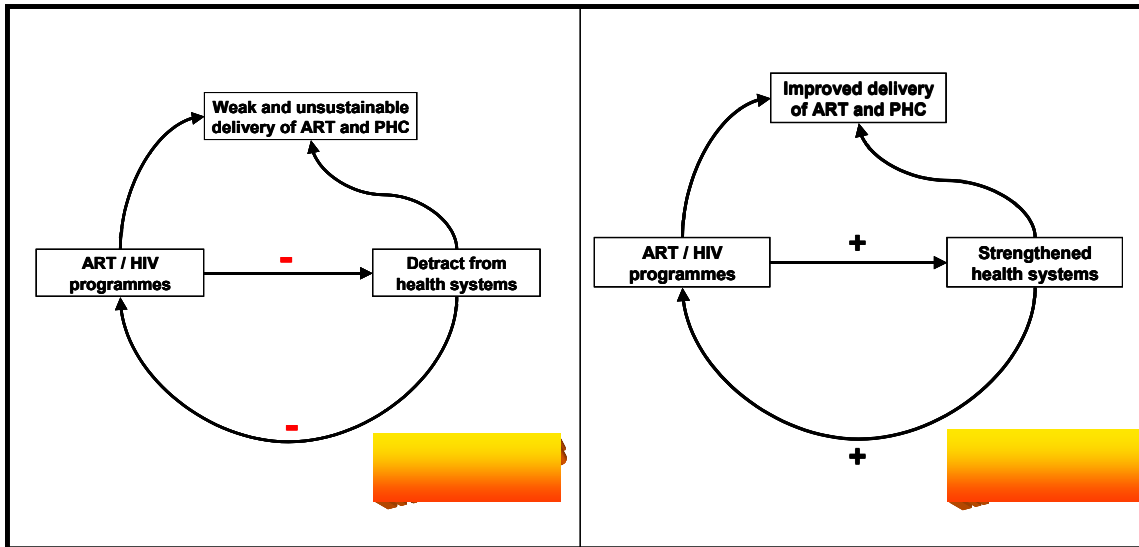 Weak and unsustainable
delivery of ART and PHC
ART / HIV
programmes
-
Detract from
health systems
-
Improved delivery
of ART and PHC
ART / HIV
programmes
+
Strengthened
health systems
+